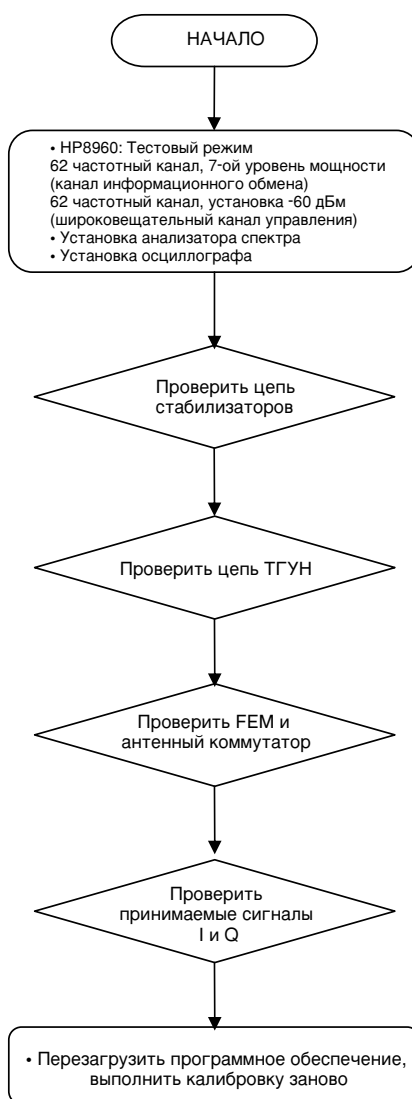 НАЧАЛО
• HP8960: Тестовый режим
62 частотный канал, 7-ой уровень мощности
(канал информационного обмена)
62 частотный канал, установка -60 дБм
(широковещательный канал управления)
• Установка анализатора спектра
• Установка осциллографа
Проверить цепь
стабилизаторов
Проверить цепь ТГУН
Проверить FEM и
антенный коммутатор
Проверить
принимаемые сигналы
I и Q
• Перезагрузить программное обеспечение,
выполнить калибровку заново